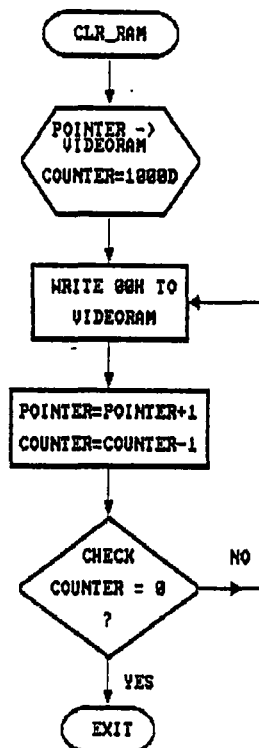 CLR_RAM
POINTER ->
VIDEORAM
COUNTER=1000D
WRITE 00H TO
VIDEORAM
POINTER=POINTER+1
COUNTER=COUNTER-1
CHECK
COUNTER = 0
?
NO
YES
EXIT